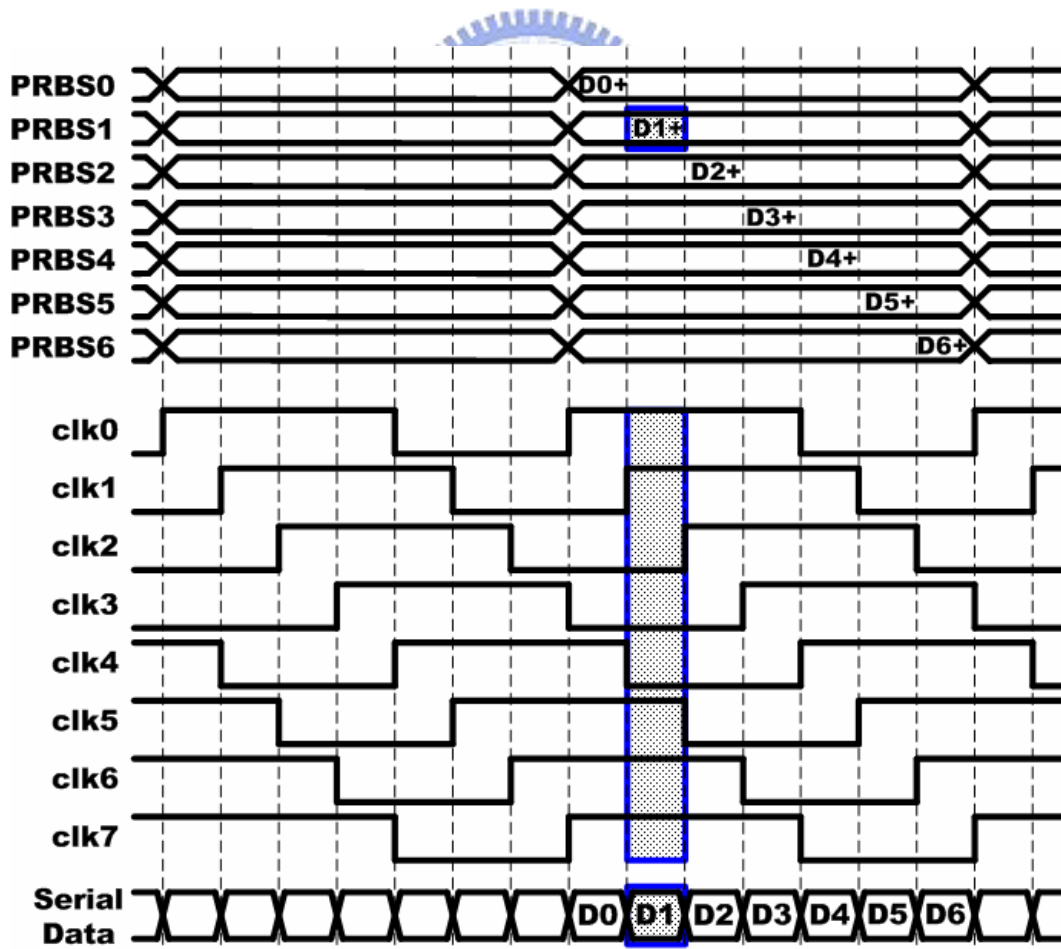 PRBS0 D0+
PRBS1 D1+
PRBS2 D2+
PRBS3 D3+
PRBS4 D4+
PRBS5 D5+
PRBS6 D6+
clk0
clk1
clk2
clk3
clk4
clk5
clk6
clk7
Serial
Data D0 D1 D2 D3 D4 D5 D6